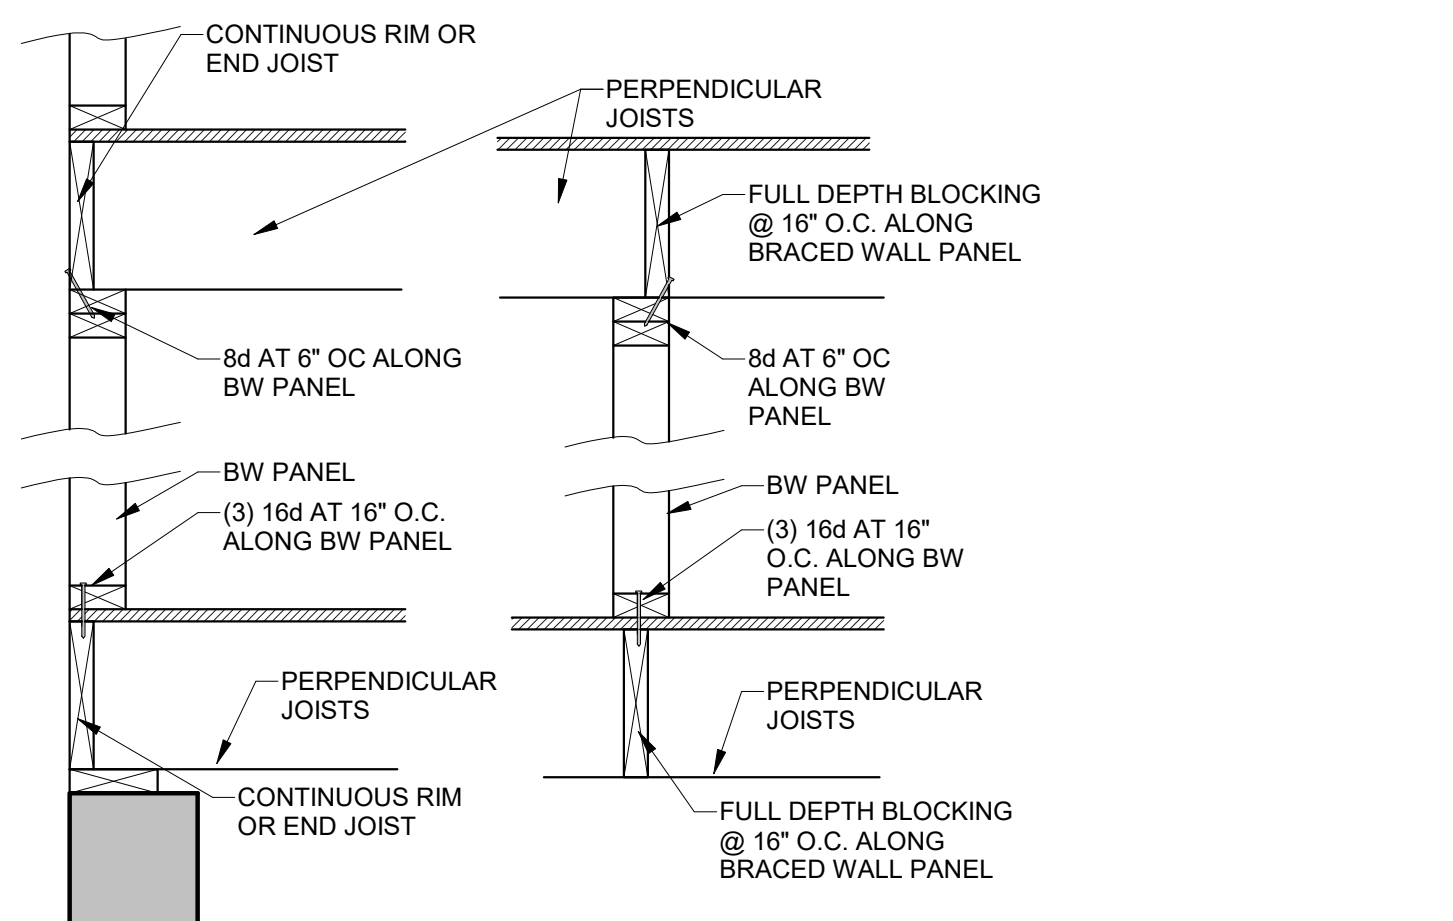 CONTINUOUS RIM OR
END JOIST
PERPENDICULAR
JOISTS
FULL DEPTH BLOCKING
@ 16" O.C. ALONG
BRACED WALL PANEL
8d AT 6" OC ALONG
BW PANEL
8d AT 6" OC
ALONG BW
PANEL
BW PANEL
(3) 16d AT 16" O.C.
ALONG BW PANEL
BW PANEL
(3) 16d AT 16"
O.C. ALONG BW
PANEL
PERPENDICULAR
JOISTS
PERPENDICULAR
JOISTS
CONTINUOUS RIM
OR END JOIST
FULL DEPTH BLOCKING
@ 16" O.C. ALONG
BRACED WALL PANEL